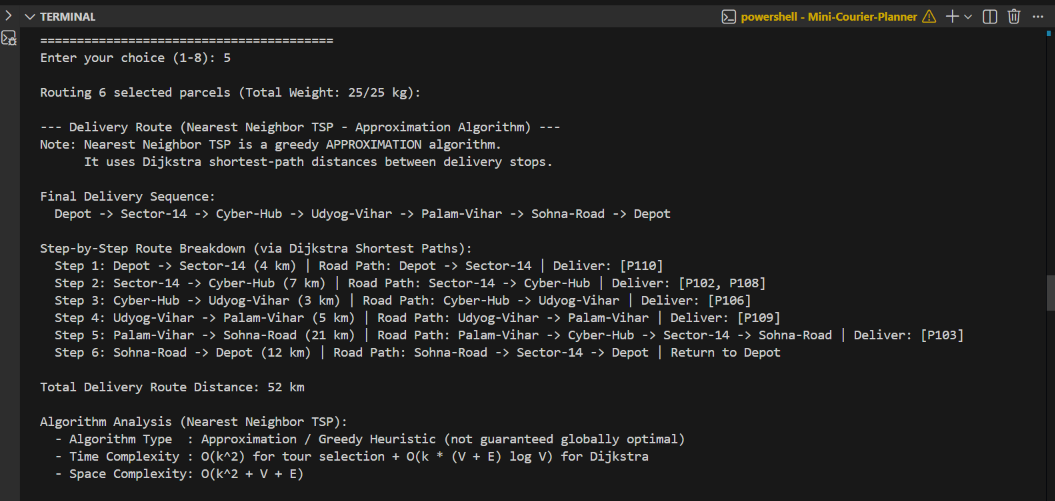 TERMINAL
powershell - Mini-Courier-Planner
========================================
Enter your choice (1-8): 5
Routing 6 selected parcels (Total Weight: 25/25 kg):
--- Delivery Route (Nearest Neighbor TSP - Approximation Algorithm) ---
Note: Nearest Neighbor TSP is a greedy APPROXIMATION algorithm.
It uses Dijkstra shortest-path distances between delivery stops.
Final Delivery Sequence:
Depot -> Sector-14 -> Cyber-Hub -> Udyog-Vihar -> Palam-Vihar -> Sohna-Road -> Depot
Step-by-Step Route Breakdown (via Dijkstra Shortest Paths):
Step 1: Depot -> Sector-14 (4 km) | Road Path: Depot -> Sector-14 | Deliver: [P110]
Step 2: Sector-14 -> Cyber-Hub (7 km) | Road Path: Sector-14 -> Cyber-Hub | Deliver: [P102, P108]
Step 3: Cyber-Hub -> Udyog-Vihar (3 km) | Road Path: Cyber-Hub -> Udyog-Vihar | Deliver: [P106]
Step 4: Udyog-Vihar -> Palam-Vihar (5 km) | Road Path: Udyog-Vihar -> Palam-Vihar | Deliver: [P109]
Step 5: Palam-Vihar -> Sohna-Road (21 km) | Road Path: Palam-Vihar -> Cyber-Hub -> Sector-14 -> Sohna-Road | Deliver: [P103]
Step 6: Sohna-Road -> Depot (12 km) | Road Path: Sohna-Road -> Sector-14 -> Depot | Return to Depot
Total Delivery Route Distance: 52 km
Algorithm Analysis (Nearest Neighbor TSP):
- Algorithm Type  : Approximation / Greedy Heuristic (not guaranteed globally optimal)
- Time Complexity : O(k^2) for tour selection + O(k * (V + E) log V) for Dijkstra
- Space Complexity: O(k^2 + V + E)